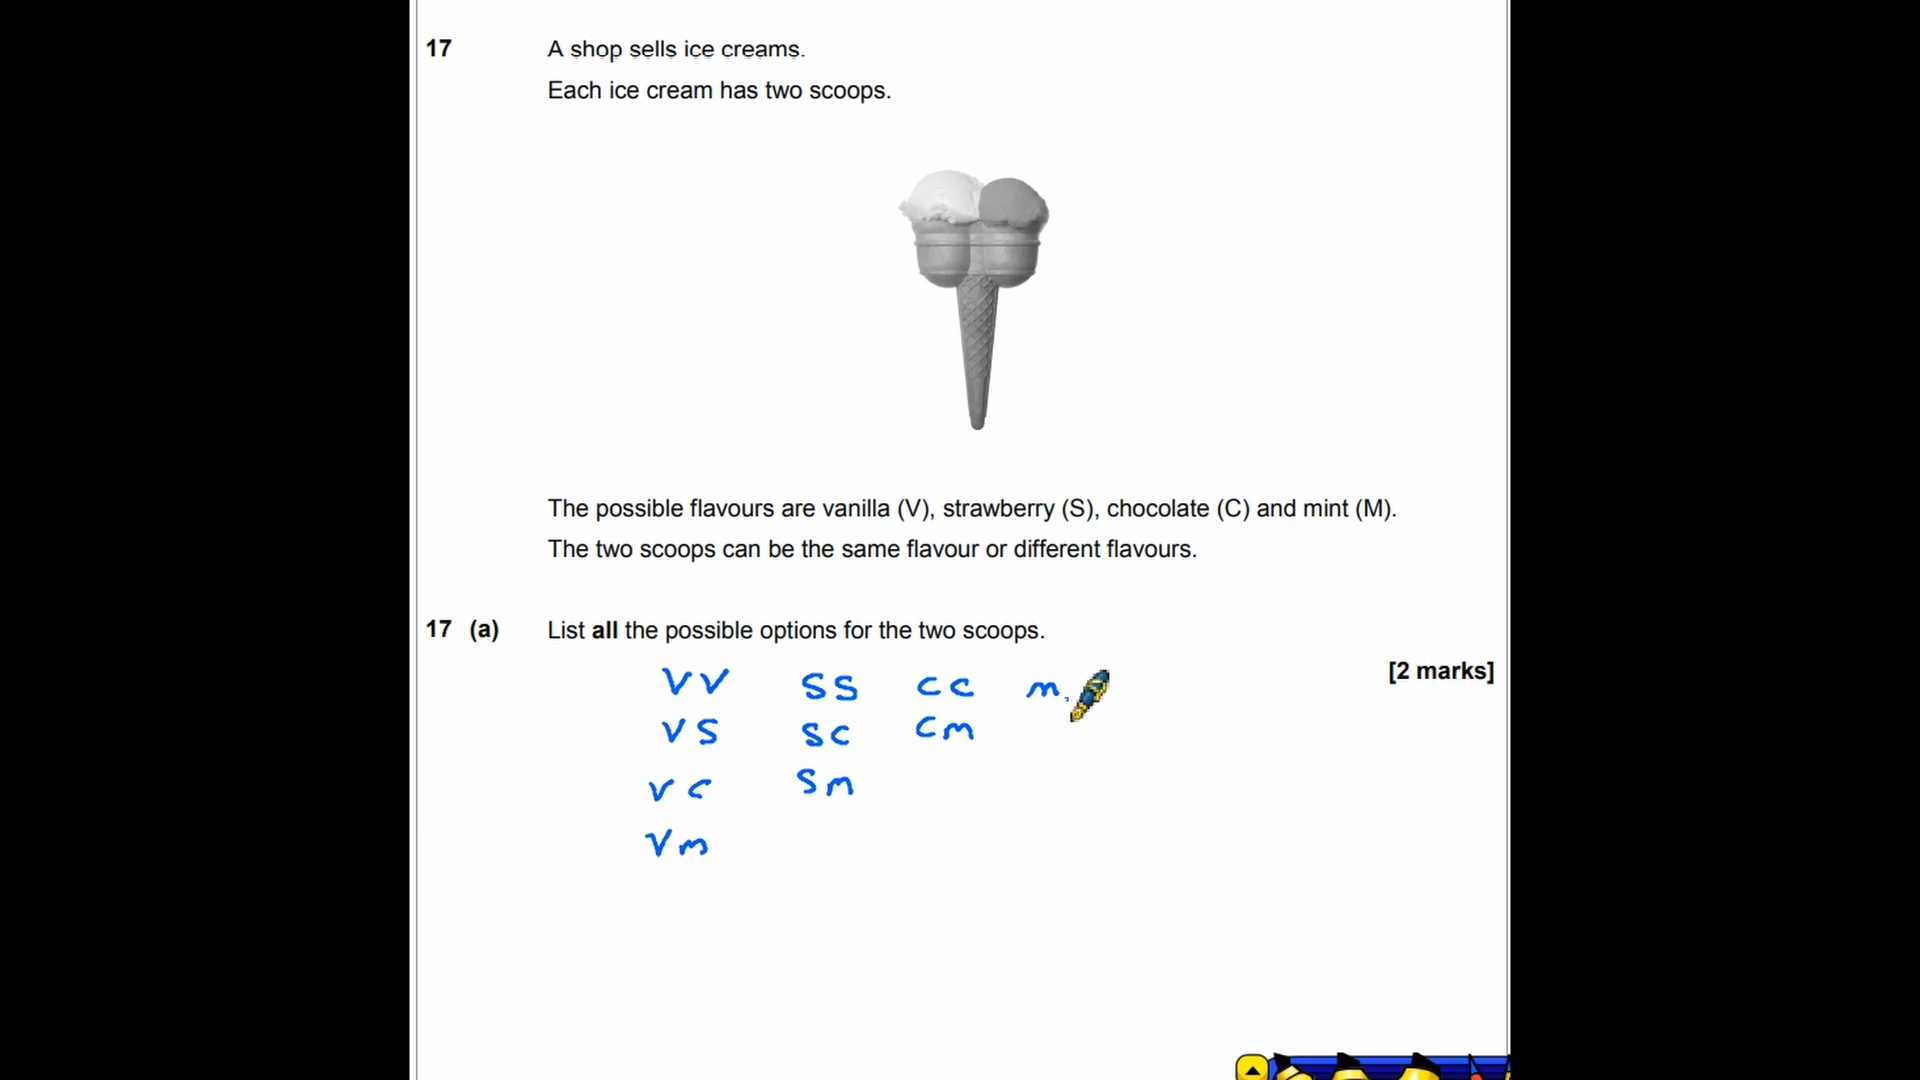 17 A shop sells ice creams.
Each ice cream has two scoops.
The possible flavours are vanilla (V), strawberry (S), chocolate (C) and mint (M).
The two scoops can be the same flavour or different flavours.
17 (a) List all the possible options for the two scoops.
[2 marks]
VV SS CC m
VS SC Cm
VC Sm
Vm